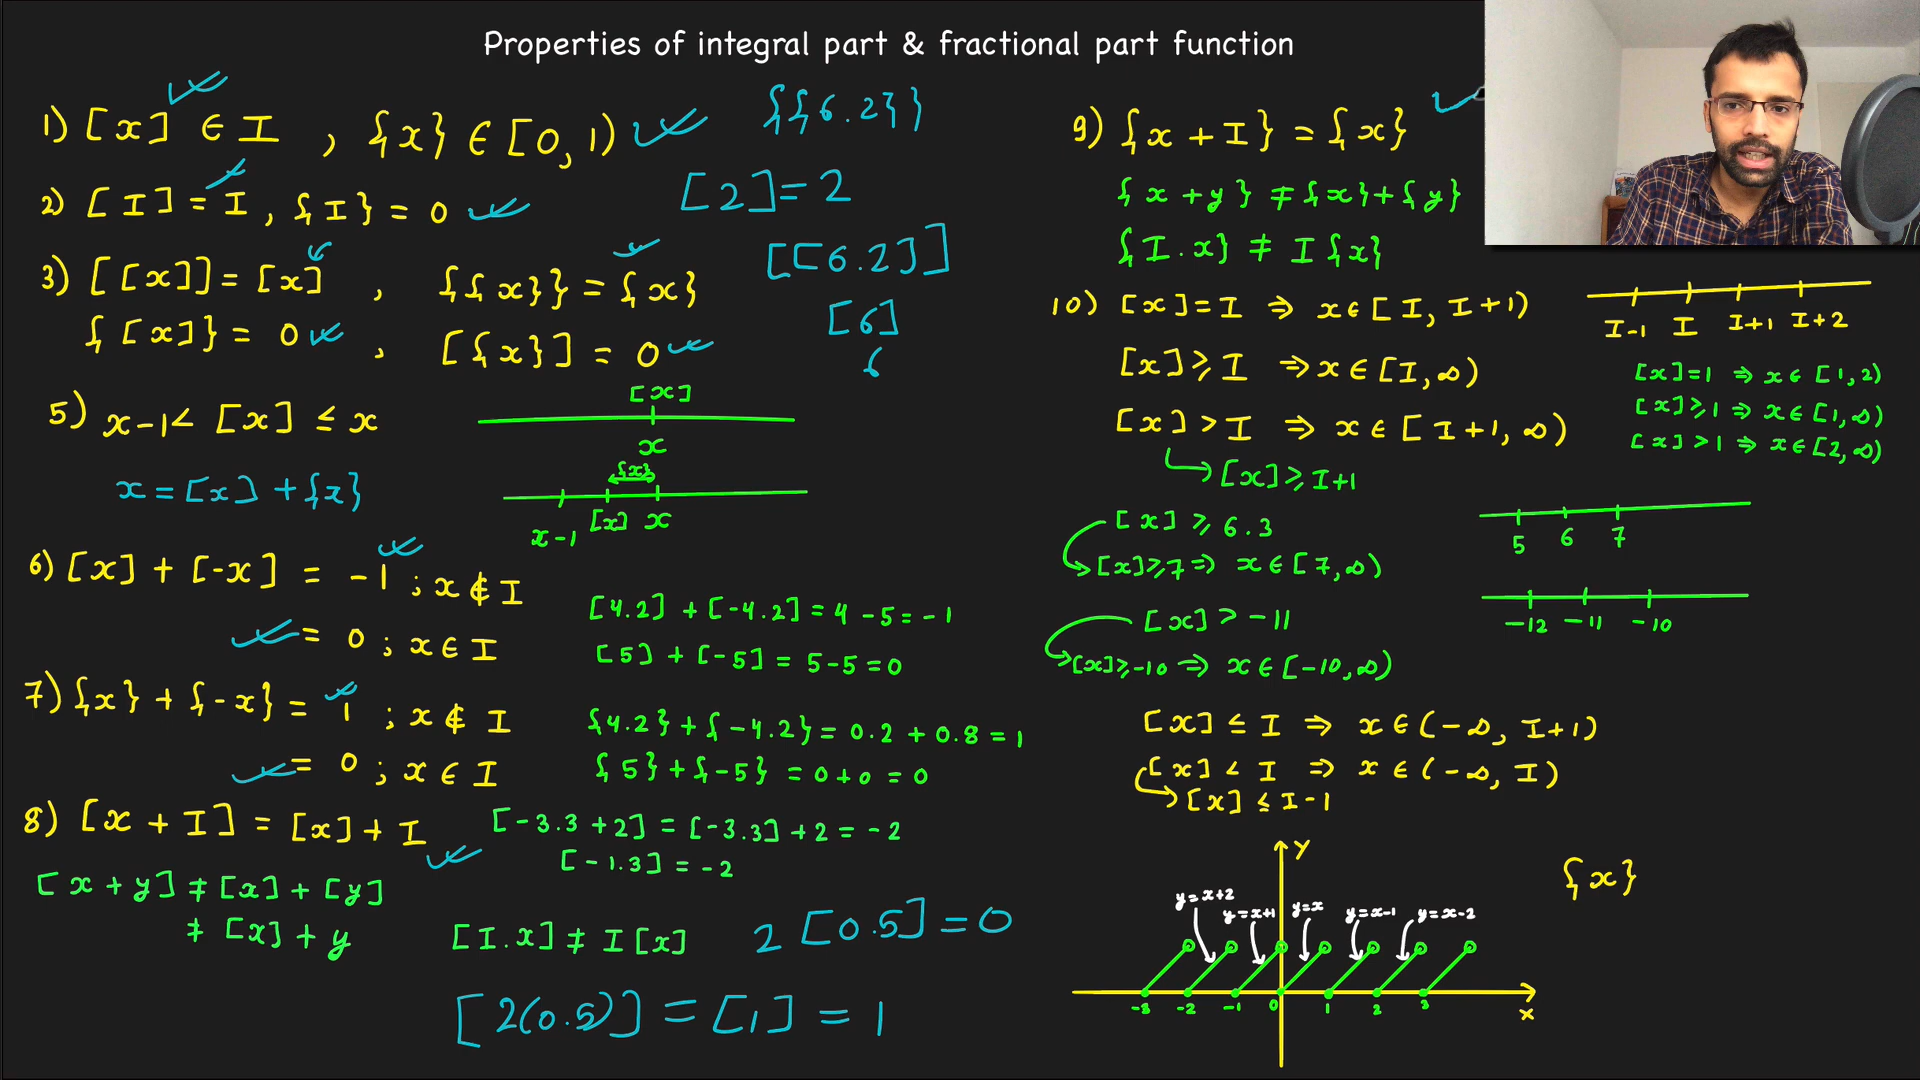 Properties of integral part & fractional part function
1) [x] ∈ I , {x} ∈ [0,1)
{{6.2}}
2) [I] = I , {I} = 0
[2] = 2
3) [[x]] = [x] , {{x}} = {x}
[[6.2]]
{[x]} = 0 , [{x}] = 0
[6]
6
5) x-1 < [x] ≤ x
[x]
x
x = [x] + {x}
{x}
x-1 [x] x
6) [x] + [-x] = -1 ; x ∉ I
= 0 ; x ∈ I
[4.2] + [-4.2] = 4 - 5 = -1
[5] + [-5] = 5 - 5 = 0
7) {x} + {-x} = 1 ; x ∉ I
= 0 ; x ∈ I
{4.2} + {-4.2} = 0.2 + 0.8 = 1
{5} + {-5} = 0 + 0 = 0
8) [x + I] = [x] + I
[-3.3 + 2] = [-3.3] + 2 = -2
[-1.3] = -2
[x + y] ≠ [x] + [y]
≠ [x] + y
[I.x] ≠ I[x]
2[0.5] = 0
[2(0.5)] = [1] = 1
9) {x + I} = {x}
{x + y} ≠ {x} + {y}
{I.x} ≠ I{x}
10) [x] = I ⇒ x ∈ [I, I+1)
[x] ≥ I ⇒ x ∈ [I, ∞)
[x] > I ⇒ x ∈ [I+1, ∞)
[x] ≥ I+1
I-1 I I+1 I+2
[x] = 1 ⇒ x ∈ [1, 2)
[x] ≥ 1 ⇒ x ∈ [1, ∞)
[x] > 1 ⇒ x ∈ [2, ∞)
[x] ≥ 6.3
[x] ≥ 7 ⇒ x ∈ [7, ∞)
5 6 7
[x] > -11
[x] ≥ -10 ⇒ x ∈ [-10, ∞)
-12 -11 -10
[x] ≤ I ⇒ x ∈ (-∞, I+1)
[x] < I ⇒ x ∈ (-∞, I)
[x] ≤ I-1
Y
{x}
y=x+2 y=x+1 y=x y=x-1 y=x-2
-3 -2 -1 0 1 2 3
x